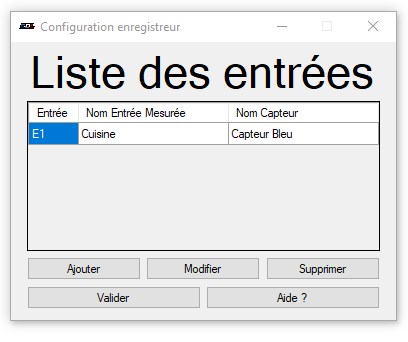 Configuration enregistreur
Liste des entrées
Entrée Nom Entrée Mesurée Nom Capteur
E1 Cuisine Capteur Bleu
Ajouter Modifier Supprimer
Valider Aide ?